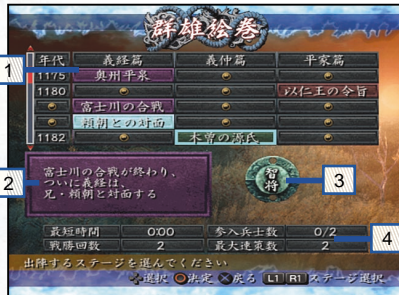 群雄絵巻
年代 義経篇 義仲篇 平家篇
1175 奥州平泉
1180 以仁王の令旨
富士川の合戦
頼朝との対面
1182 木曽の源氏
1
2
3
4
富士川の合戦が終わり、
ついに義経は、
兄・頼朝と対面する
智将
最短時間 0:00 参入兵士数 0/2
戦勝回数 2 最大連策数 2
出陣するステージを選んでください
選択 決定 戻る L1 R1 ステージ選択